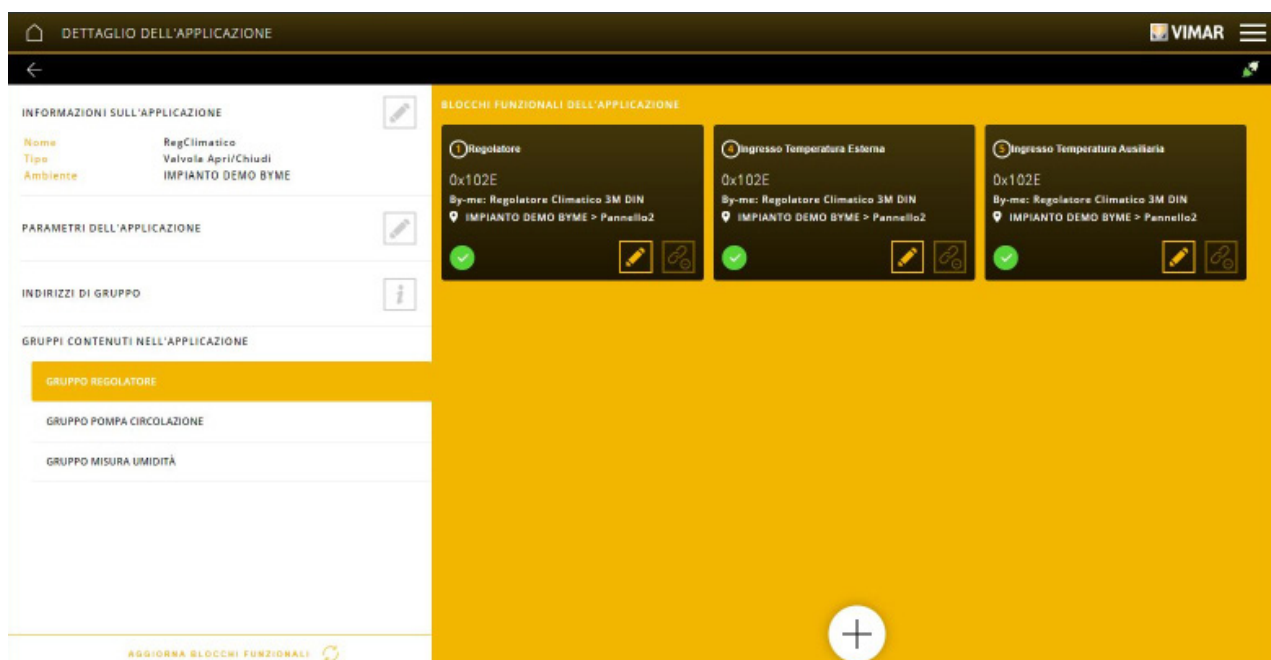 DETTAGLIO DELL'APPLICAZIONE
VIMAR
INFORMAZIONI SULL'APPLICAZIONE
Nome RegClimatico
Tipo Valvola Apri/Chiudi
Ambiente IMPIANTO DEMO BYME
PARAMETRI DELL'APPLICAZIONE
INDIRIZZI DI GRUPPO
GRUPPI CONTENUTI NELL'APPLICAZIONE
GRUPPO REGOLATORE
GRUPPO POMPA CIRCOLAZIONE
GRUPPO MISURA UMIDITÀ
AGGIORNA BLOCCHI FUNZIONALI
BLOCCHI FUNZIONALI DELL'APPLICAZIONE
1 Regolatore
0x102E
By-me: Regolatore Climatico 3M DIN
IMPIANTO DEMO BYME > Pannello2
4 Ingresso Temperatura Esterna
0x102E
By-me: Regolatore Climatico 3M DIN
IMPIANTO DEMO BYME > Pannello2
5 Ingresso Temperatura Ausiliaria
0x102E
By-me: Regolatore Climatico 3M DIN
IMPIANTO DEMO BYME > Pannello2